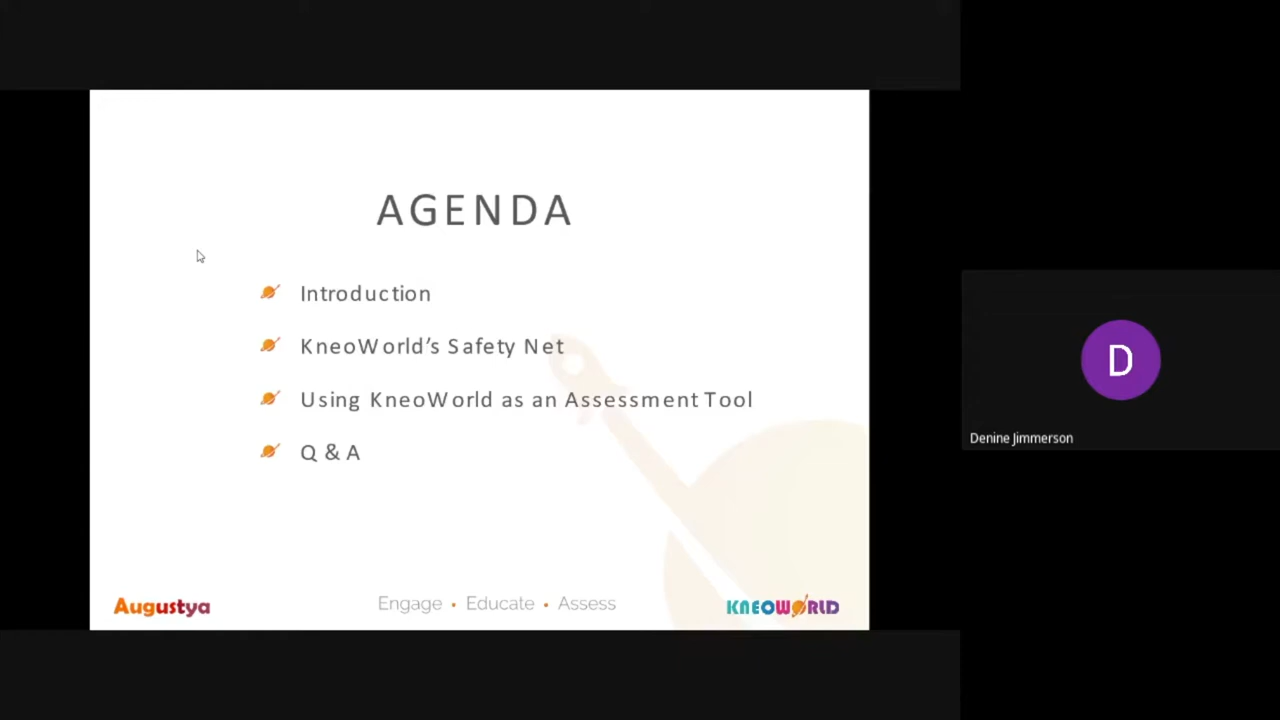 AGENDA
Introduction
KneoWorld’s Safety Net
Using KneoWorld as an Assessment Tool
Q & A
Augustya
Engage • Educate • Assess
KNEOWORLD
D
Denine Jimmerson